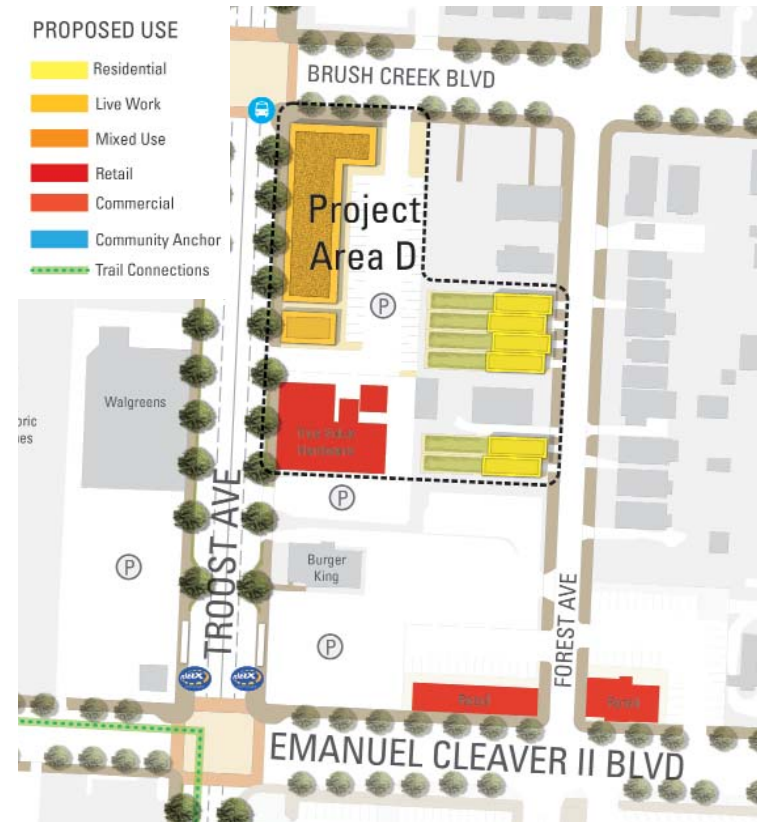 PROPOSED USE
Residential
Live Work
Mixed Use
Retail
Commercial
Community Anchor
Trail Connections
BRUSH CREEK BLVD
Project
Area D
P
Walgreens
P
TROOST AVE
Burger
King
P
P
FOREST AVE
Retail
Retail
EMANUEL CLEAVER II BLVD